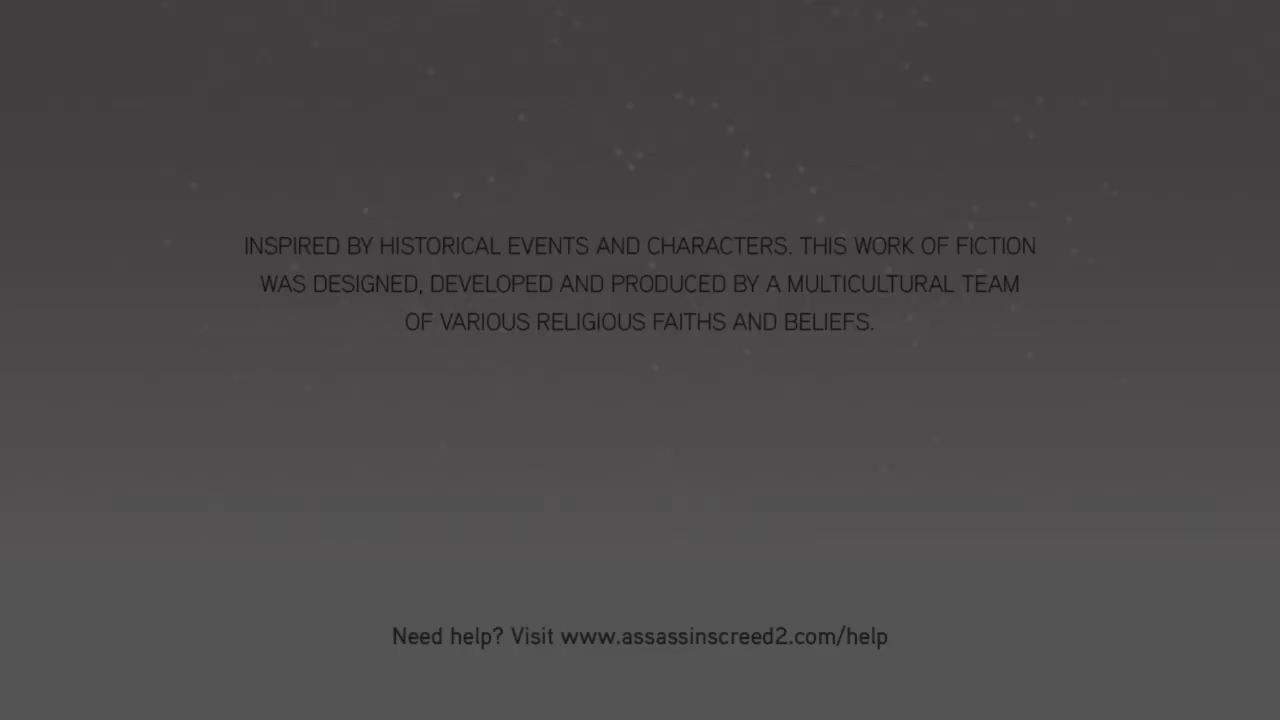 INSPIRED BY HISTORICAL EVENTS AND CHARACTERS. THIS WORK OF FICTION
WAS DESIGNED, DEVELOPED AND PRODUCED BY A MULTICULTURAL TEAM
OF VARIOUS RELIGIOUS FAITHS AND BELIEFS.
Need help? Visit www.assassinscreed2.com/help